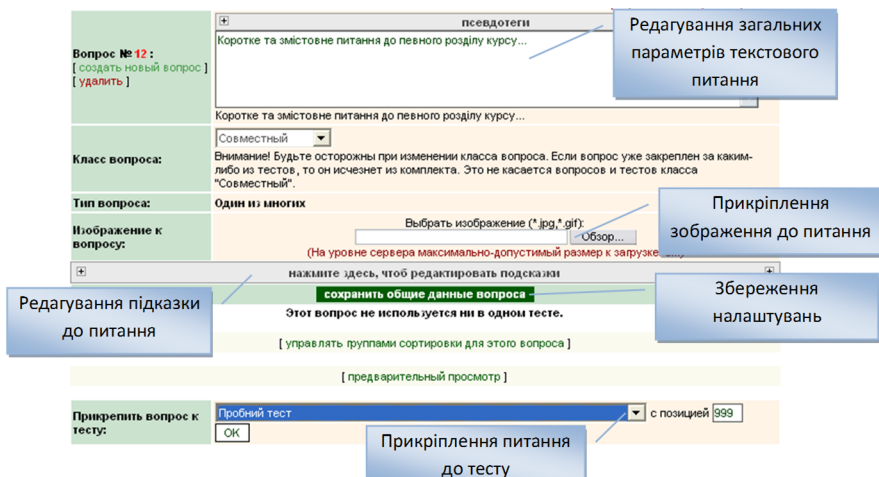 псевдотеги
Редагування загальних
параметрів текстового
питання
Вопрос № 12 :
[ создать новый вопрос ]
[ удалить ]
Коротке та змістовне питання до певного розділу курсу...
Коротке та змістовне питання до певного розділу курсу...
Класс вопроса:
Совместный
Внимание! Будьте осторожны при изменении класса вопроса. Если вопрос уже закреплен за каким-
либо из тестов, то он исчезнет из комплекта. Это не касается вопросов и тестов класса
"Совместный".
Тип вопроса:
Один из многих
Прикріплення
зображення до питання
Изображение к
вопросу:
Выбрать изображение (*.jpg,*.gif):
Обзор...
(На уровне сервера максимально-допустимый размер к загрузке
нажмите здесь, чтоб редактировать подсказки
Редагування підказки
до питання
сохранить общие данные вопроса
Збереження
налаштувань
Этот вопрос не используется ни в одном тесте.
[ управлять группами сортировки для этого вопроса ]
[ предварительный просмотр ]
Прикрепить вопрос к
тесту:
Пробний тест
с позицией 999
OK
Прикріплення питання
до тесту